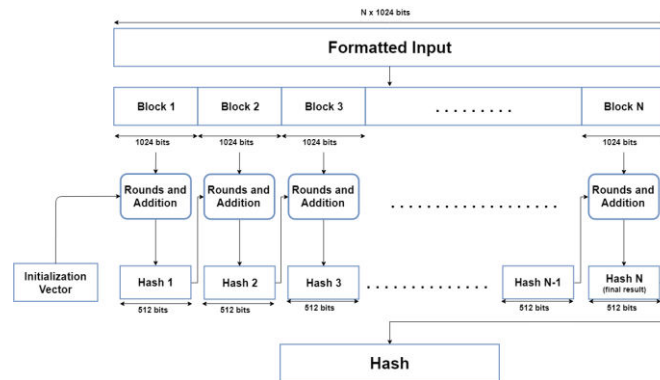 N x 1024 bits
Formatted Input
Block 1 Block 2 Block 3 . . . . . . . . . Block N
1024 bits 1024 bits 1024 bits 1024 bits
Rounds and Addition Rounds and Addition Rounds and Addition . . . . . . . . . . . . . . . . . . Rounds and Addition
Initialization
Vector
Hash 1 Hash 2 Hash 3 . . . . . . . . . . . . . Hash N-1 Hash N
(final result)
512 bits 512 bits 512 bits 512 bits 512 bits
Hash